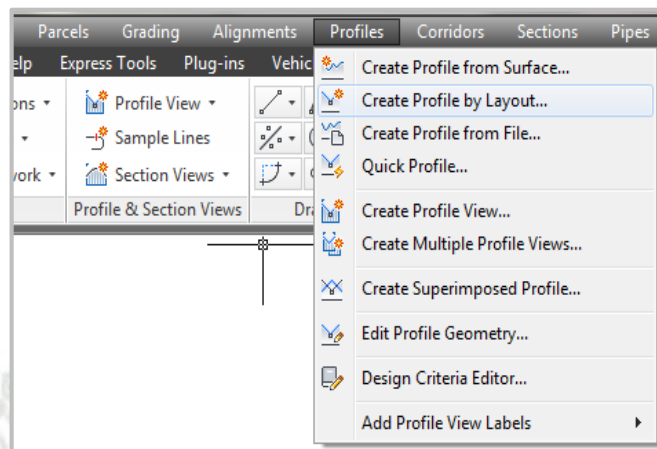 Parcels Grading Alignments Profiles Corridors Sections Pipes
elp Express Tools Plug-ins Vehic
Create Profile from Surface...
ons Profile View
Create Profile by Layout...
Sample Lines
Create Profile from File...
work Section Views
Quick Profile...
Profile & Section Views Dra
Create Profile View...
Create Multiple Profile Views...
Create Superimposed Profile...
Edit Profile Geometry...
Design Criteria Editor...
Add Profile View Labels